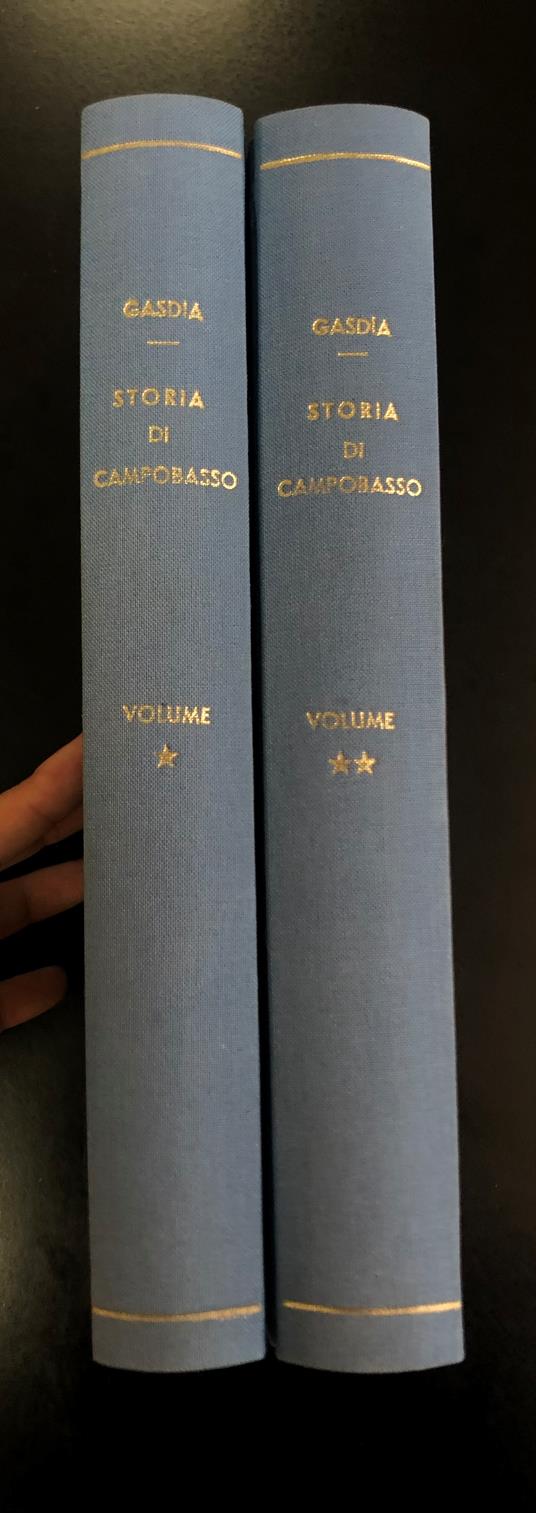 GASDIA
STORIA
DI
CAMPOBASSO
VOLUME
★
GASDIA
STORIA
DI
CAMPOBASSO
VOLUME
★★